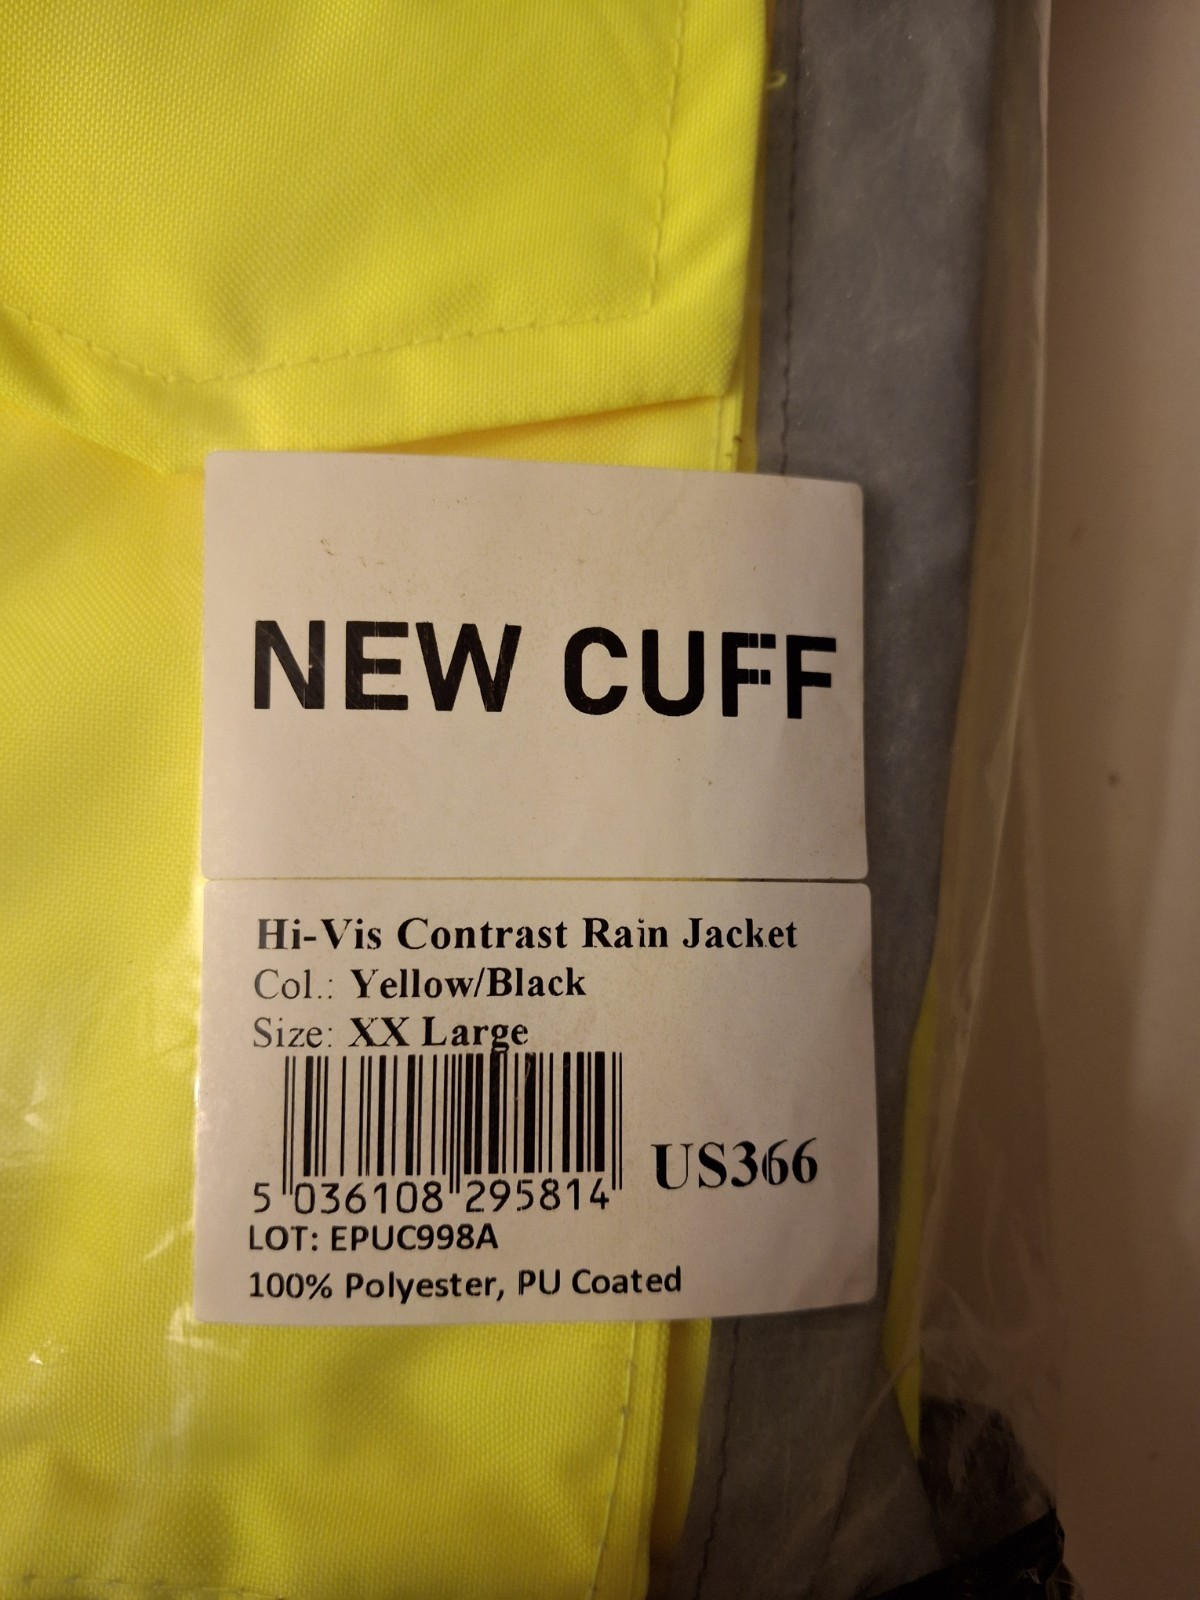 NEW CUFF
Hi-Vis Contrast Rain Jacket
Col.: Yellow/Black
Size: XX Large
5 036108 295814
US366
LOT: EPUC998A
100% Polyester, PU Coated